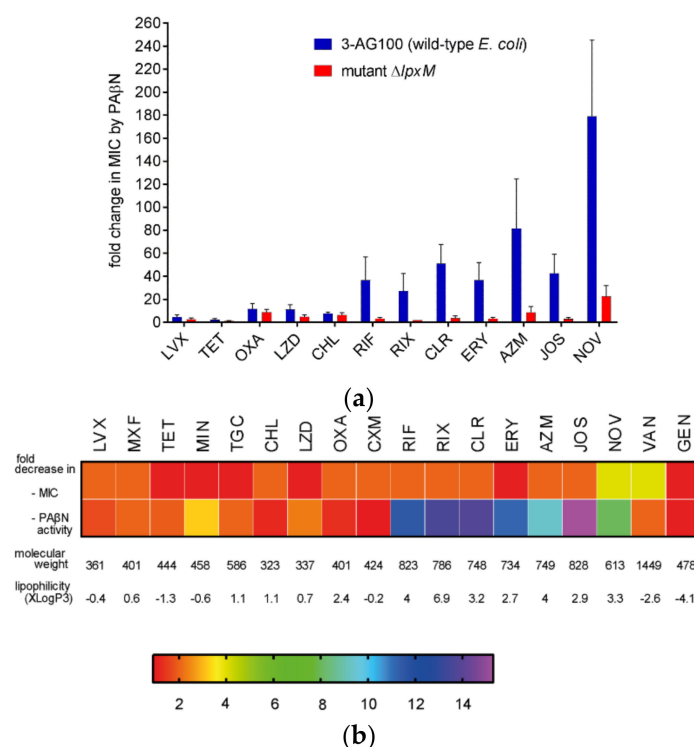 (a)
260
240
220
200
180
160
140
120
100
80
60
40
20
0
fold change in MIC by PAβN
3-AG100 (wild-type E. coli)
mutant ΔlpxM
LVX TET OXA LZD CHL RIF RIX CLR ERY AZM JOS NOV
(a)
LVX MXF TET MIN TGC CHL LZD OXA CXM RIF RIX CLR ERY AZM JOS NOV VAN GEN
fold
decrease in
- MIC
- PAβN
activity
molecular
weight
361 401 444 458 586 323 337 401 424 823 786 748 734 749 828 613 1449 478
lipophilicity
(XLogP3)
-0.4 0.6 -1.3 -0.6 1.1 1.1 0.7 2.4 -0.2 4 6.9 3.2 2.7 4 2.9 3.3 -2.6 -4.1
2 4 6 8 10 12 14
(b)